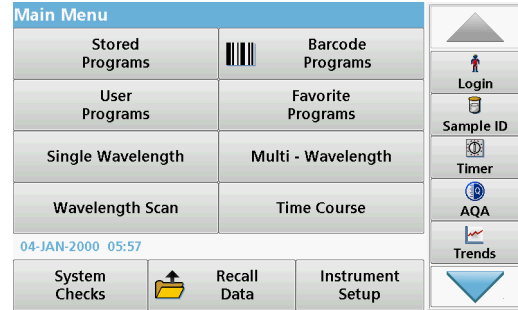 Main Menu
Stored
Programs
Barcode
Programs
User
Programs
Favorite
Programs
Single Wavelength
Multi - Wavelength
Wavelength Scan
Time Course
04-JAN-2000 05:57
System
Checks
Recall
Data
Instrument
Setup
Login
Sample ID
Timer
AQA
Trends